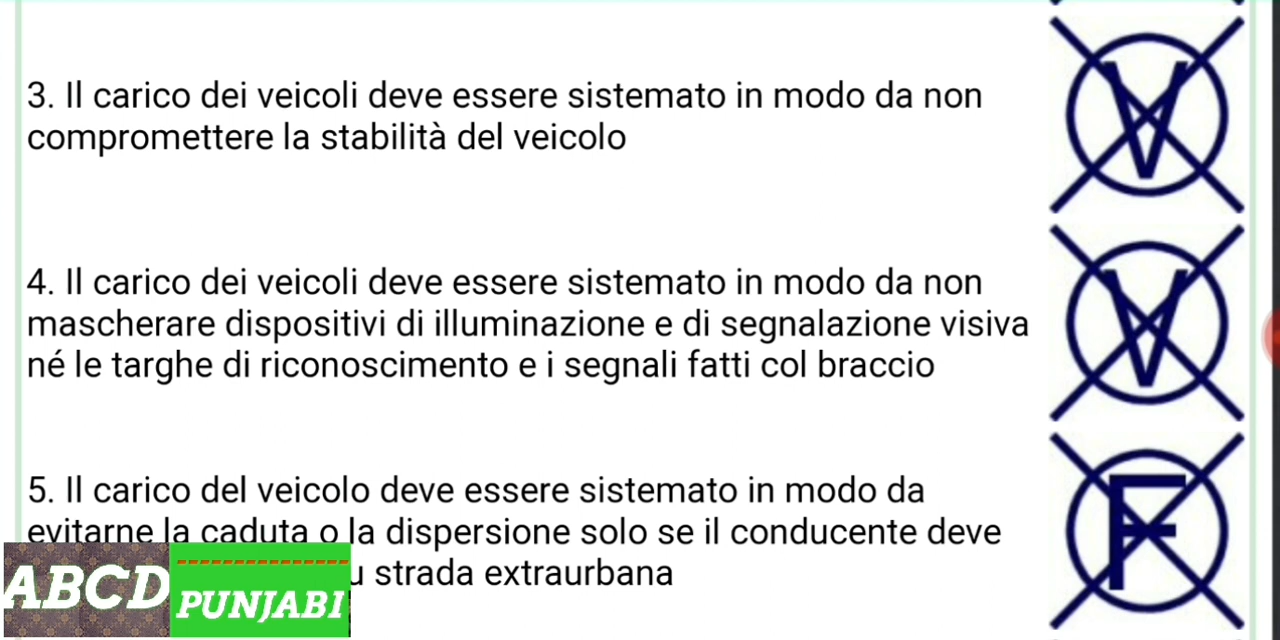 3. Il carico dei veicoli deve essere sistemato in modo da non
compromettere la stabilità del veicolo
V
4. Il carico dei veicoli deve essere sistemato in modo da non
mascherare dispositivi di illuminazione e di segnalazione visiva
né le targhe di riconoscimento e i segnali fatti col braccio
V
5. Il carico del veicolo deve essere sistemato in modo da
evitarne la caduta o la dispersione solo se il conducente deve
strada extraurbana
F
ABCD PUNJABI